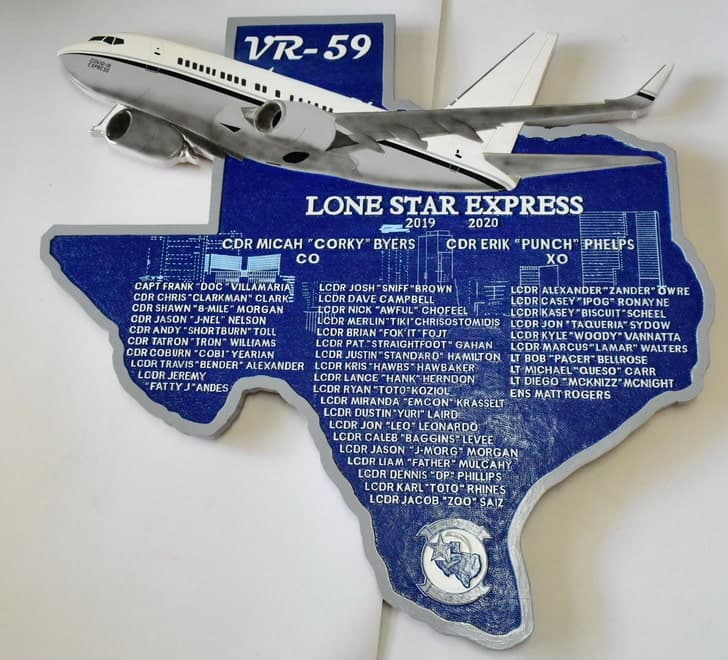 VR-59
COVID-19
EXPRESS
LONE STAR EXPRESS
2019 2020
CDR MICAH "CORKY" BYERS
CO
CDR ERIK "PUNCH" PHELPS
XO
CAPT FRANK "DOC" VILLAMARIA
CDR CHRIS "CLARKMAN" CLARK
CDR SHAWN "8-MILE" MORGAN
CDR JASON "J-NEL" NELSON
CDR ANDY "SHORTBURN" TOLL
CDR TATRON "TRON" WILLIAMS
CDR COBURN "COBI" YEARIAN
LCDR TRAVIS "BENDER" ALEXANDER
LCDR JEREMY
"FATTY J" ANDES
LCDR JOSH "SNIFF" BROWN
LCDR DAVE CAMPBELL
LCDR NICK "AWFUL" CHOFEEL
LCDR MERLIN "TIKI" CHRISOSTOMIDIS
LCDR BRIAN "FOK'IT" FOJT
LCDR PAT "STRAIGHTFOOT" GAHAN
LCDR JUSTIN "STANDARD" HAMILTON
LCDR KRIS "HAWBS" HAWBAKER
LCDR LANCE "HANK" HERNDON
LCDR RYAN "TOTO" KOZIOL
LCDR MIRANDA "EMCON" KRASSELT
LCDR DUSTIN "YURI" LAIRD
LCDR JON "LEO" LEONARDO
LCDR CALEB "BAGGINS" LEVEE
LCDR JASON "J-MORG" MORGAN
LCDR LIAM "FATHER" MULCAHY
LCDR DENNIS "DP" PHILLIPS
LCDR KARL "TOTO" RHINES
LCDR JACOB "ZOO" SAIZ
LCDR ALEXANDER "ZANDER" OWRE
LCDR CASEY "IPOG" RONAYNE
LCDR KASEY "BISCUIT" SCHEEL
LCDR JON "TAQUERIA" SYDOW
LCDR KYLE "WOODY" VANNATTA
LCDR MARCUS "LAMAR" WALTERS
LT BOB "PACER" BELLROSE
LT MICHAEL "QUESO" CARR
LT DIEGO "MCKNIZZ" MCNIGHT
ENS MATT ROGERS